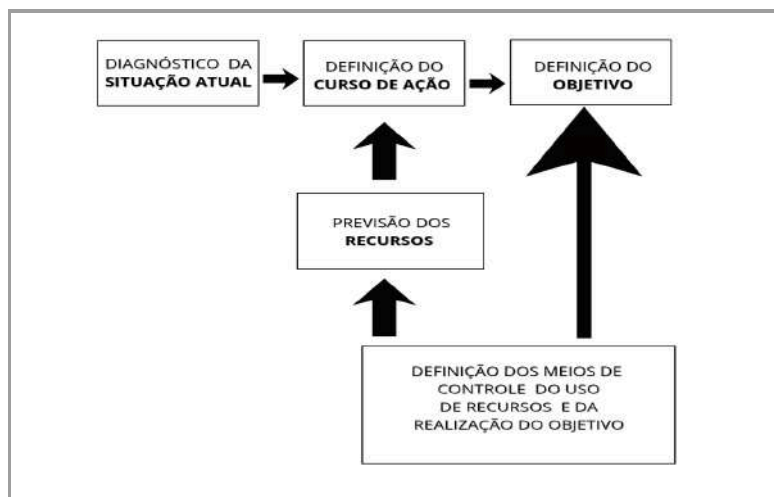 DIAGNÓSTICO DA
SITUAÇÃO ATUAL
DEFINIÇÃO DO
CURSO DE AÇÃO
DEFINIÇÃO DO
OBJETIVO
PREVISÃO DOS
RECURSOS
DEFINIÇÃO DOS MEIOS DE
CONTROLE DO USO
DE RECURSOS E DA
REALIZAÇÃO DO OBJETIVO